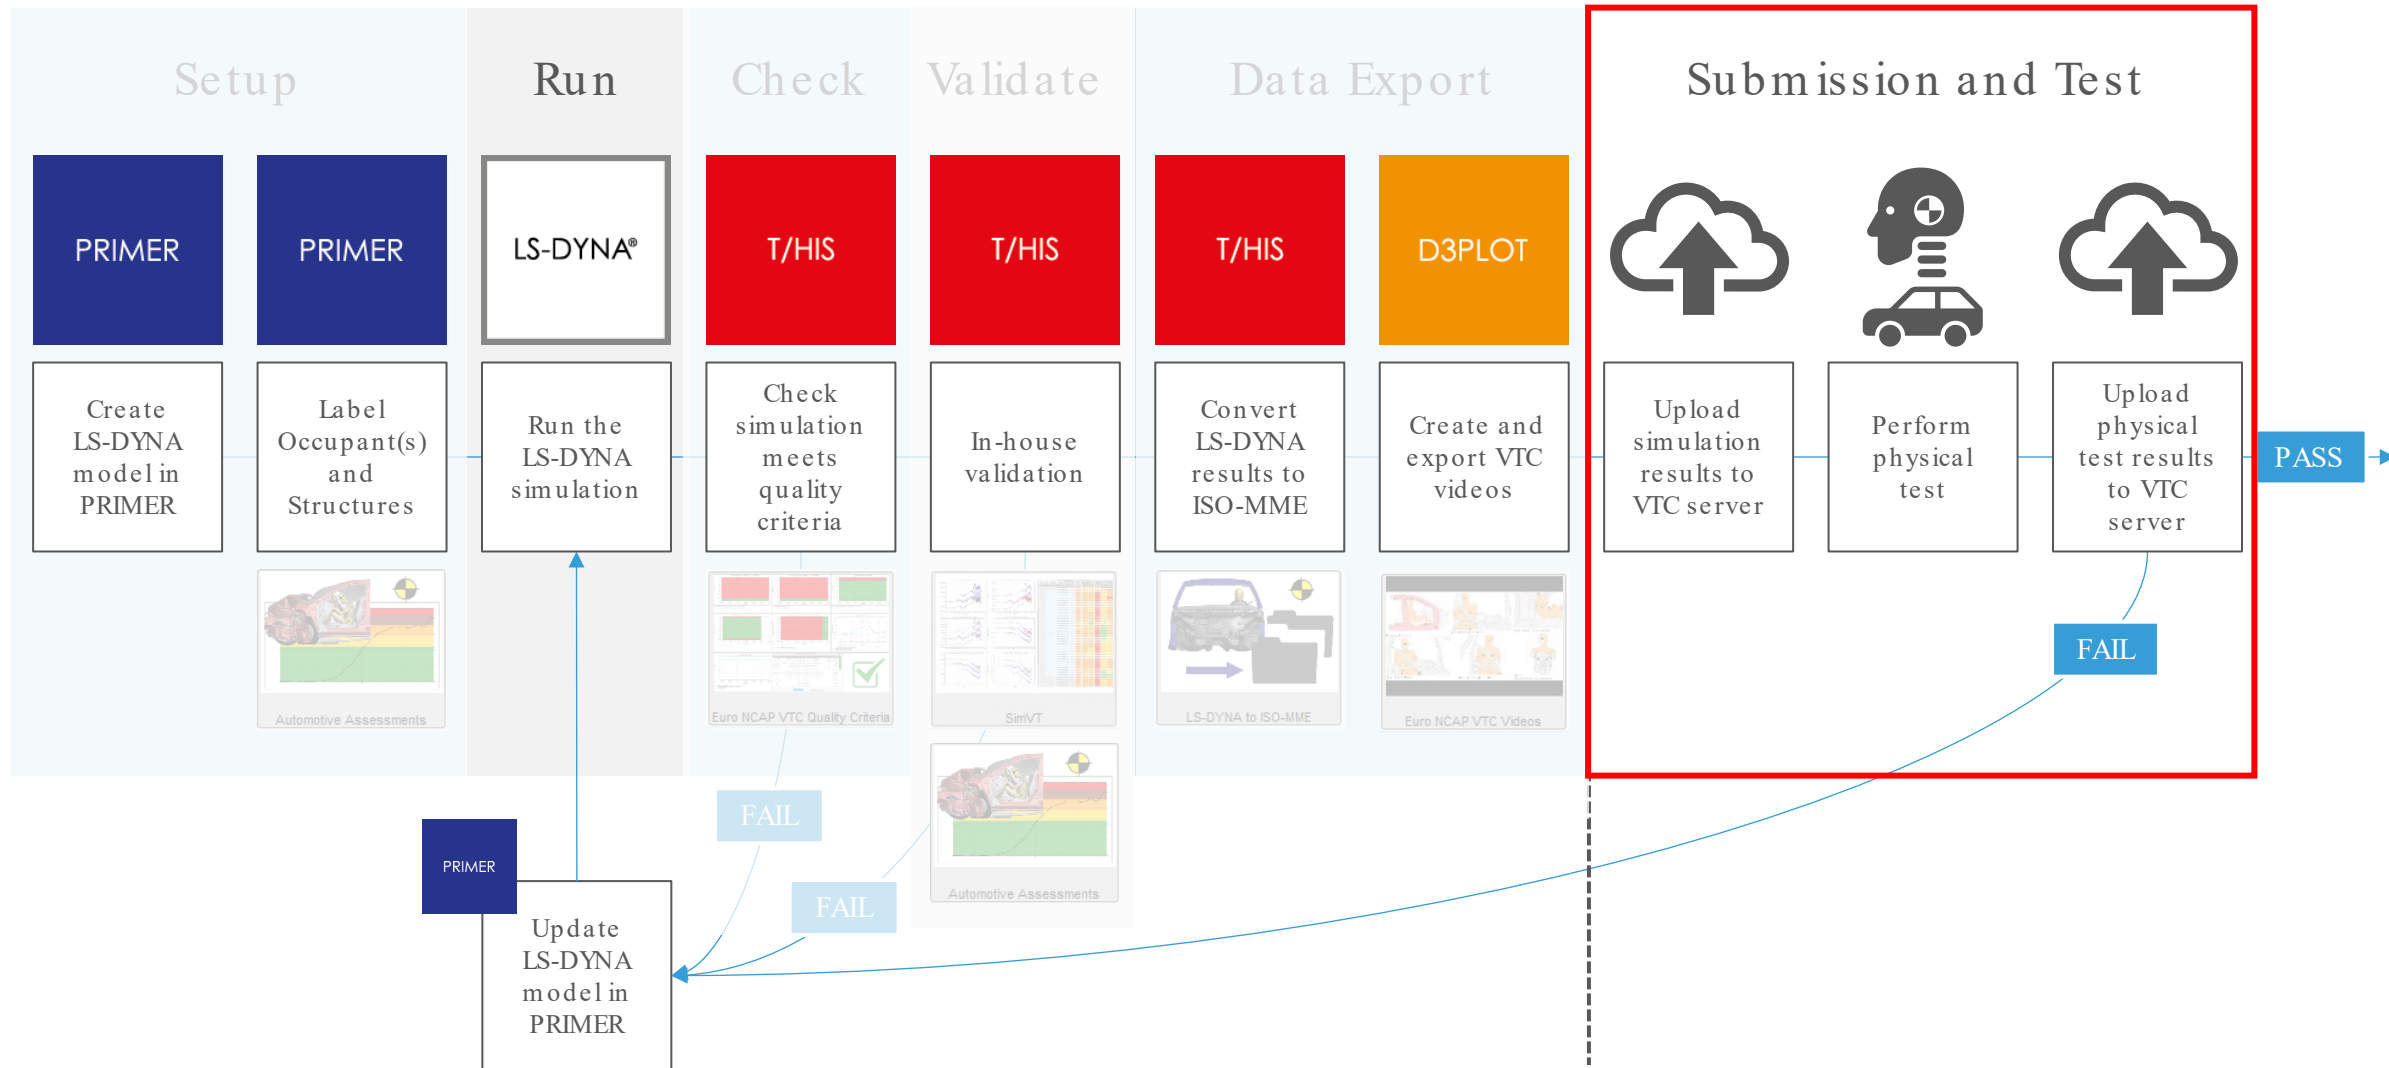 Setup
Run
Check
Validate
Data Export
Submission and Test
PRIMER
PRIMER
LS-DYNA®
T/HIS
T/HIS
T/HIS
D3PLOT
Create
LS-DYNA
model in
PRIMER
Label
Occupant(s)
and
Structures
Run the
LS-DYNA
simulation
Check
simulation
meets
quality
criteria
In-house
validation
Convert
LS-DYNA
results to
ISO-MME
Create and
export VTC
videos
Upload
simulation
results to
VTC server
Perform
physical
test
Upload
physical
test results
to VTC
server
PASS
Automotive Assessments
Euro NCAP VTC Quality Criteria
SimVT
LS-DYNA to ISO-MME
Euro NCAP VTC Videos
FAIL
FAIL
Automotive Assessments
FAIL
PRIMER
Update
LS-DYNA
model in
PRIMER